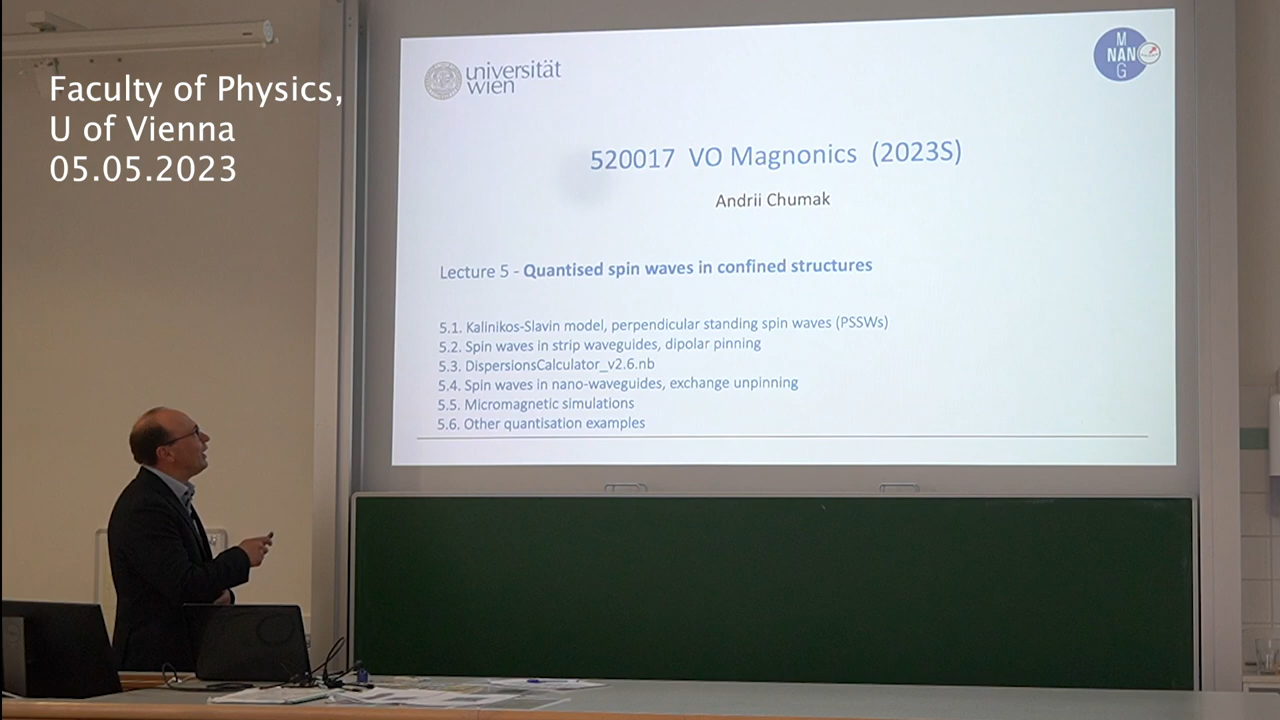 Faculty of Physics,
U of Vienna
05.05.2023
universität
wien
M
NAN
G
520017 VO Magnonics (2023S)
Andrii Chumak
Lecture 5 - Quantised spin waves in confined structures
5.1. Kalinikos-Slavin model, perpendicular standing spin waves (PSSWs)
5.2. Spin waves in strip waveguides, dipolar pinning
5.3. DispersionsCalculator_v2.6.nb
5.4. Spin waves in nano-waveguides, exchange unpinning
5.5. Micromagnetic simulations
5.6. Other quantisation examples